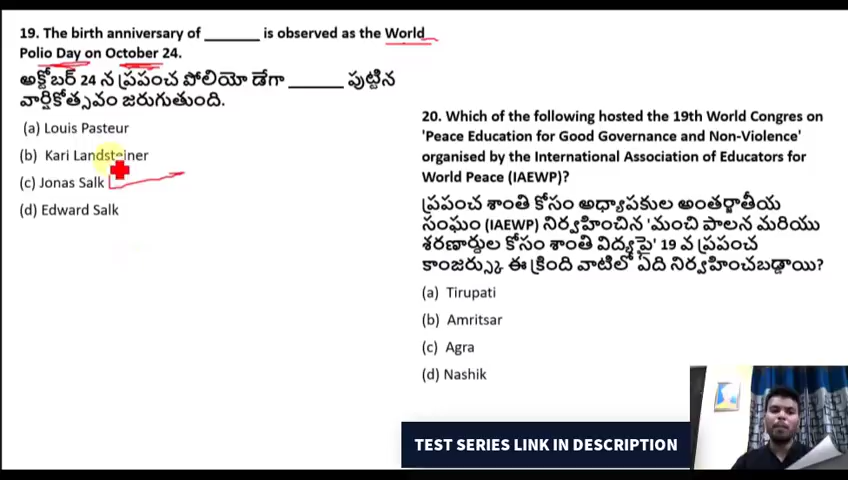 19. The birth anniversary of _______ is observed as the World
Polio Day on October 24.
అక్టోబర్ 24 న ప్రపంచ పోలియో డేగా ______ పుట్టిన
వార్షికోత్సవం జరుగుతుంది.
(a) Louis Pasteur
(b) Kari Landsteiner
(c) Jonas Salk
(d) Edward Salk
20. Which of the following hosted the 19th World Congres on
'Peace Education for Good Governance and Non-Violence'
organised by the International Association of Educators for
World Peace (IAEWP)?
ప్రపంచ శాంతి కోసం అధ్యాపకుల అంతర్జాతీయ
సంఘం (IAEWP) నిర్వహించిన 'మంచి పాలన మరియు
శరణార్థుల కోసం శాంతి విద్యపై' 19 వ ప్రపంచ
కాంజర్స్కు ఈ క్రింది వాటిలో ఏది నిర్వహించబడ్డాయి?
(a) Tirupati
(b) Amritsar
(c) Agra
(d) Nashik
TEST SERIES LINK IN DESCRIPTION